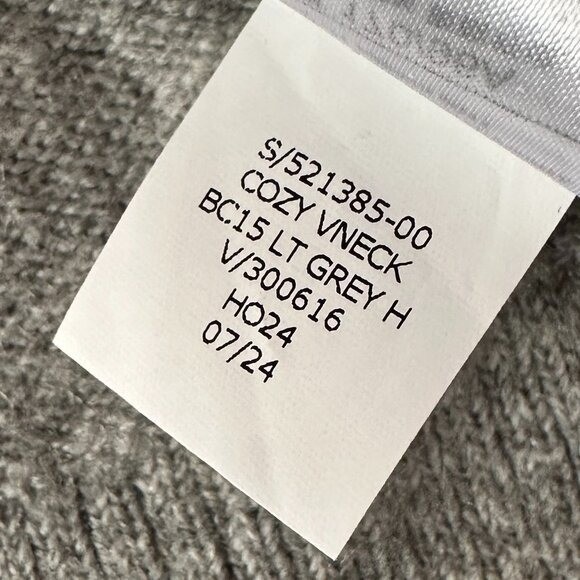 S/521385-00
COZY VNECK
BC15 LT GREY H
V/300616
HO24
07/24